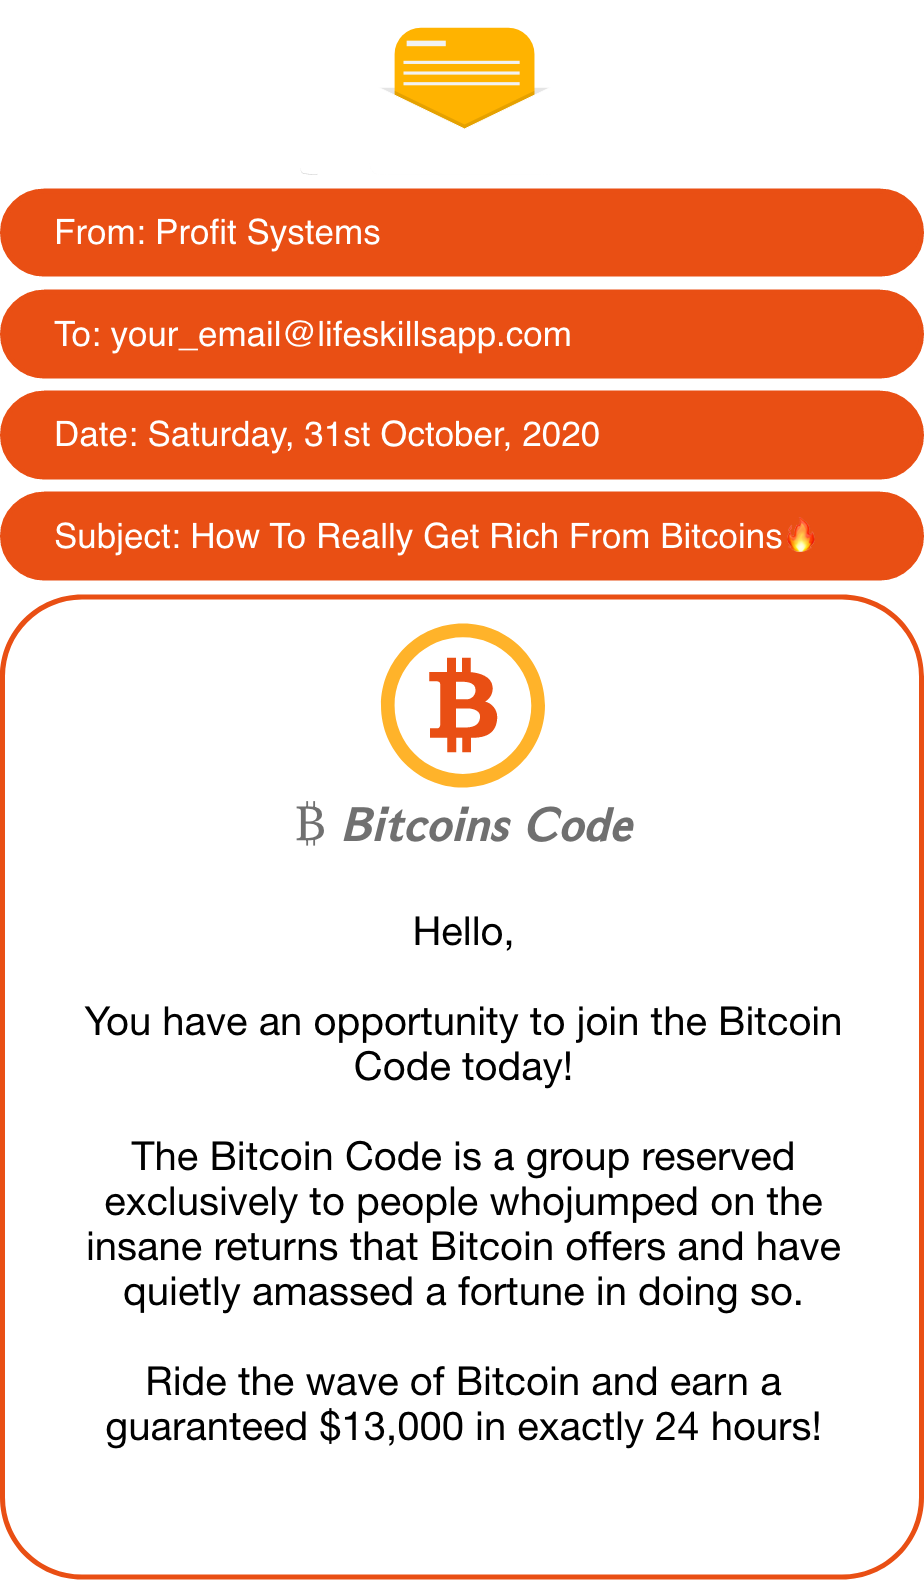 From: Profit Systems
To: your_email@lifeskillsapp.com
Date: Saturday, 31st October, 2020
Subject: How To Really Get Rich From Bitcoins🔥
₿
₿ Bitcoins Code
Hello,
You have an opportunity to join the Bitcoin
Code today!
The Bitcoin Code is a group reserved
exclusively to people whojumped on the
insane returns that Bitcoin offers and have
quietly amassed a fortune in doing so.
Ride the wave of Bitcoin and earn a
guaranteed $13,000 in exactly 24 hours!